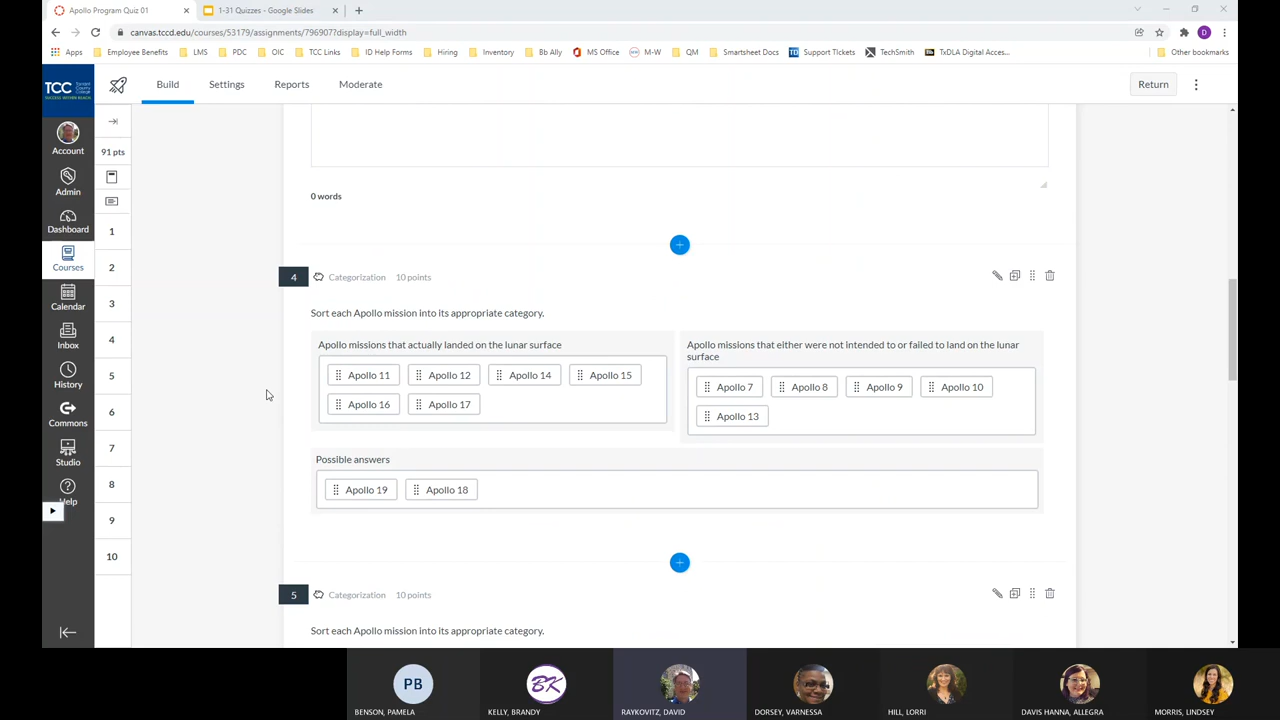 Apollo Program Quiz 01
1-31 Quizzes - Google Slides
canvas.tccd.edu/courses/53179/assignments/796907?display=full_width
Apps
Employee Benefits
LMS
PDC
OIC
TCC Links
ID Help Forms
Hiring
Inventory
Bb Ally
MS Office
M-W
QM
Smartsheet Docs
Support Tickets
TechSmith
TxDLA Digital Acces...
Other bookmarks
TCC
Build
Settings
Reports
Moderate
Return
Account
Admin
Dashboard
Courses
Calendar
Inbox
History
Commons
Studio
Help
91 pts
1
2
3
4
5
6
7
8
9
10
0 words
4
Categorization
10 points
Sort each Apollo mission into its appropriate category.
Apollo missions that actually landed on the lunar surface
Apollo 11
Apollo 12
Apollo 14
Apollo 15
Apollo 16
Apollo 17
Apollo missions that either were not intended to or failed to land on the lunar
surface
Apollo 7
Apollo 8
Apollo 9
Apollo 10
Apollo 13
Possible answers
Apollo 19
Apollo 18
5
Categorization
10 points
Sort each Apollo mission into its appropriate category.
PB
BENSON, PAMELA
BK
KELLY, BRANDY
RAYKOVITZ, DAVID
DORSEY, VARNESSA
HILL, LORRI
DAVIS HANNA, ALLEGRA
MORRIS, LINDSEY